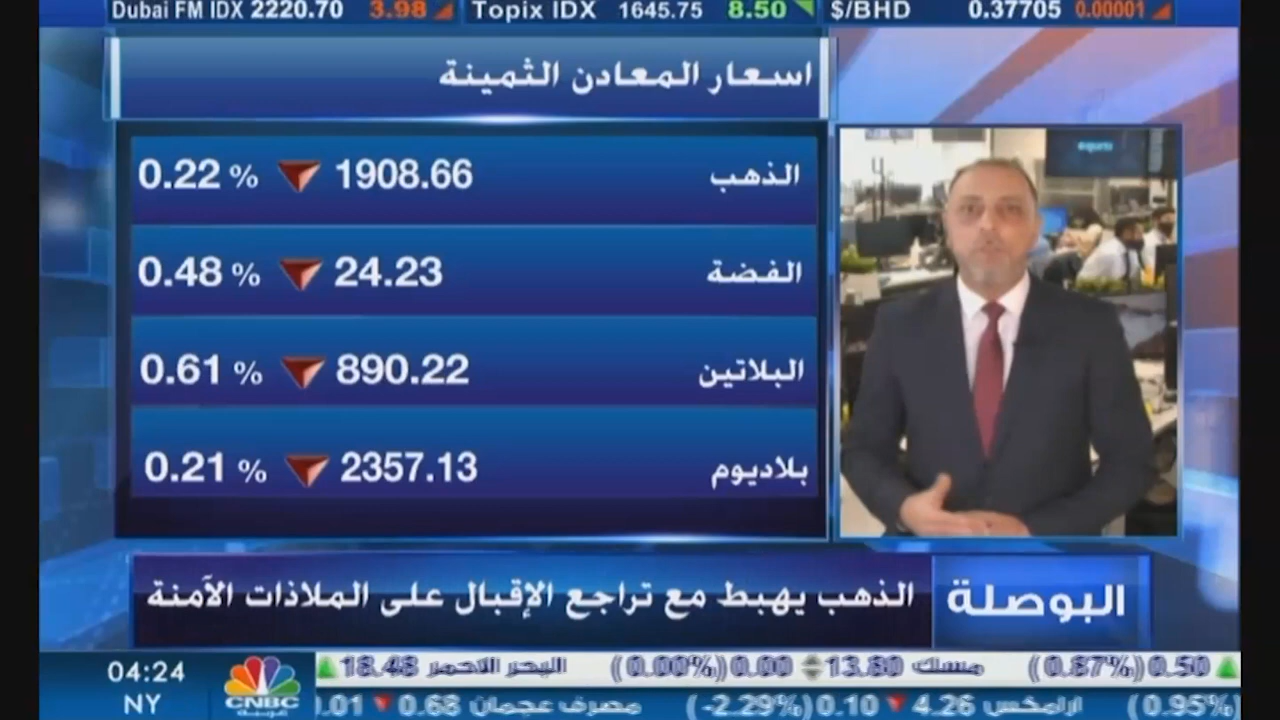 Dubai FM IDX 2220.70 3.98 Topix IDX 1645.75 8.50 $/BHD 0.37705 0.00001
اسعار المعادن الثمينة
الذهب 1908.66 0.22 %
الفضة 24.23 0.48 %
البلاتين 890.22 0.61 %
بلاديوم 2357.13 0.21 %
equiti
البوصلة
الذهب يهبط مع تراجع الإقبال على الملاذات الآمنة
04:24
NY
CNBC
عربية
0.50 (0.87%) مسك 13.80 0.00 (0.00%) البحر الاحمر 18.48
(0.95%) ارامكس 4.26 0.10 (-2.29%) مصرف عجمان 0.68